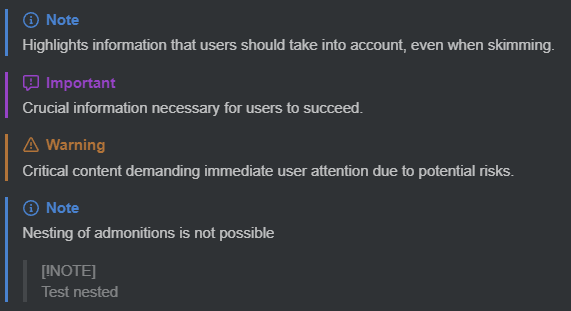 Note
Highlights information that users should take into account, even when skimming.
Important
Crucial information necessary for users to succeed.
Warning
Critical content demanding immediate user attention due to potential risks.
Note
Nesting of admonitions is not possible
[!NOTE]
Test nested